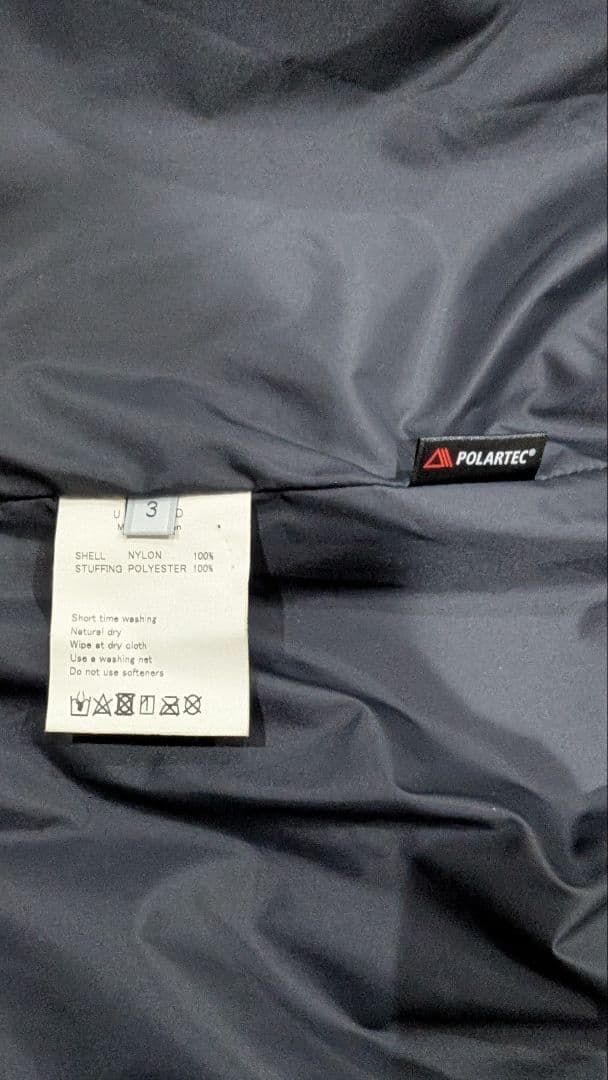 3
POLARTEC®
SHELL NYLON 100%
STUFFING POLYESTER 100%
Short time washing
Natural dry
Wipe at dry cloth
Use a washing net
Do not use softeners